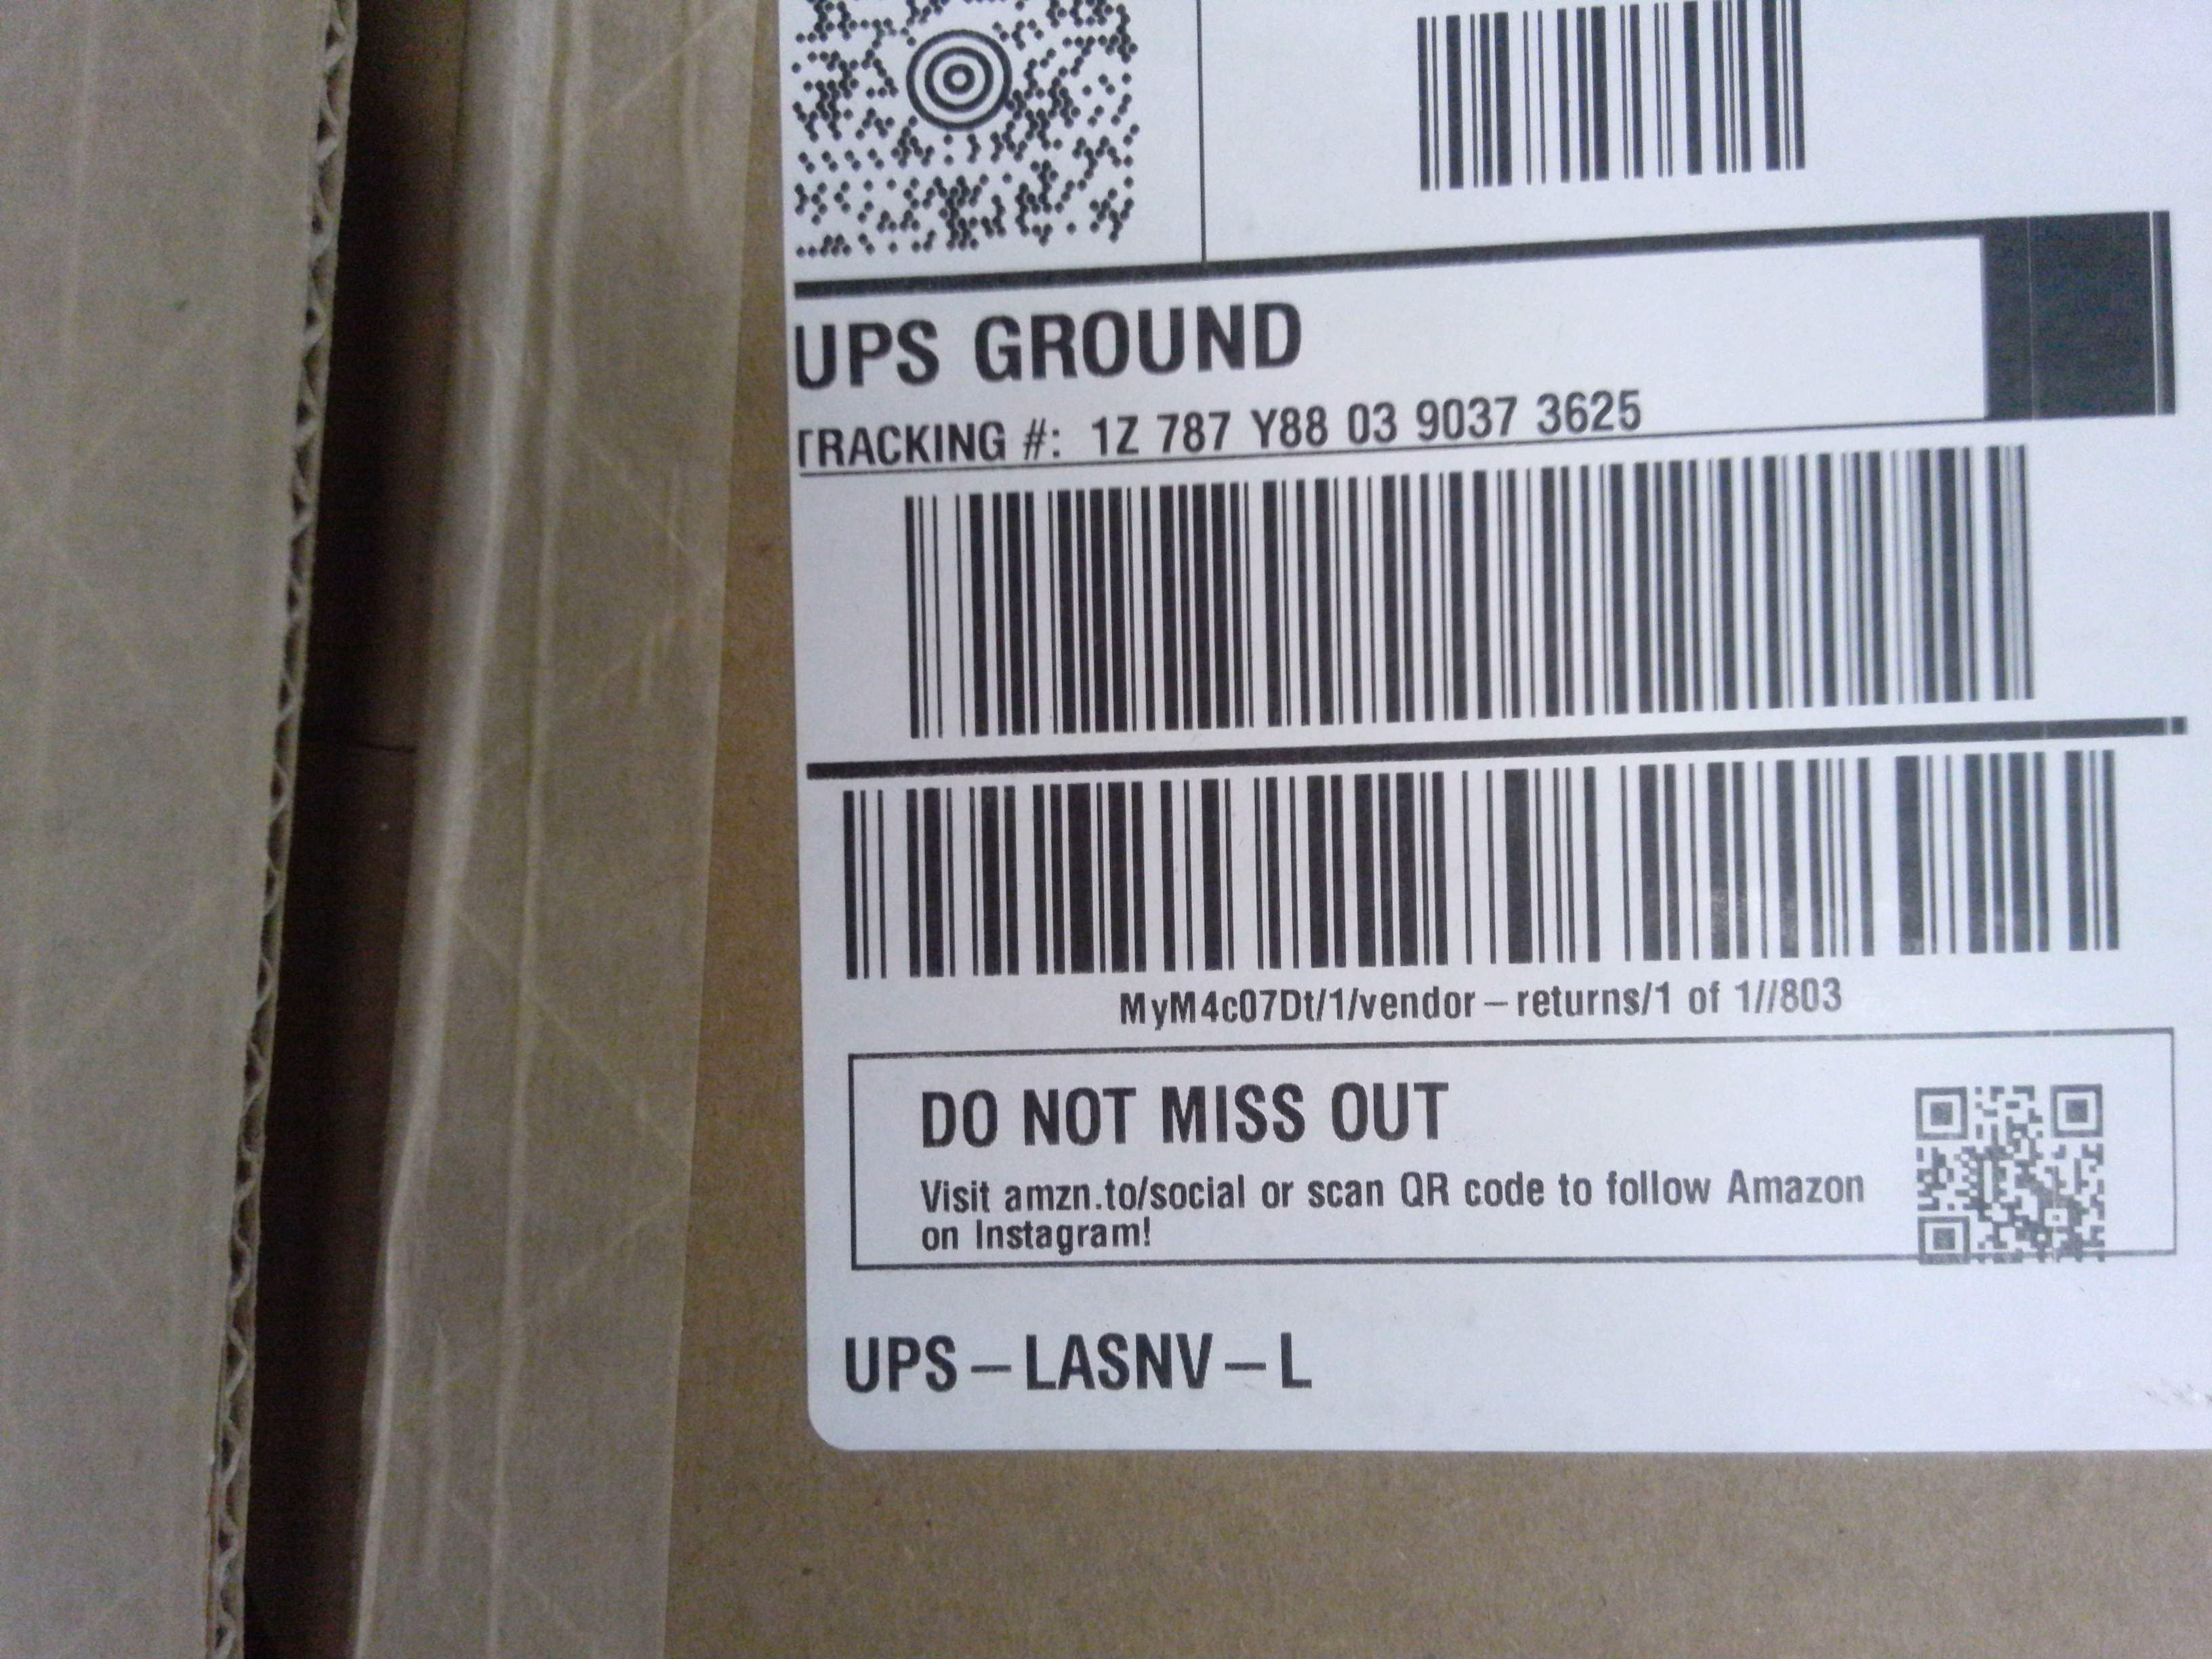 UPS GROUND
TRACKING #: 1Z 787 Y88 03 9037 3625
MyM4c07Dt/1/vendor-returns/1 of 1//803
DO NOT MISS OUT
Visit amzn.to/social or scan QR code to follow Amazon
on Instagram!
UPS-LASNV-L